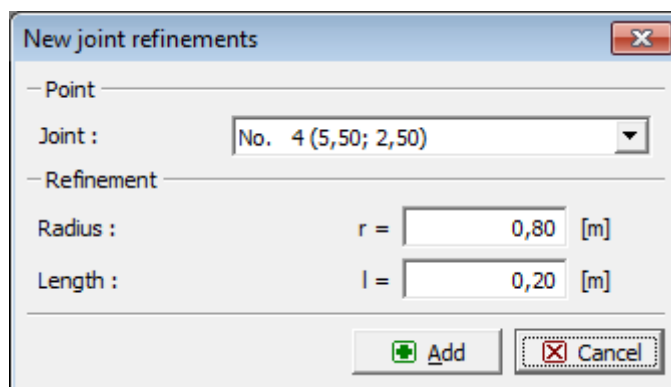 New joint refinements
Point
Joint : No. 4 (5,50; 2,50)
Refinement
Radius : r = 0,80 [m]
Length : l = 0,20 [m]
Add Cancel